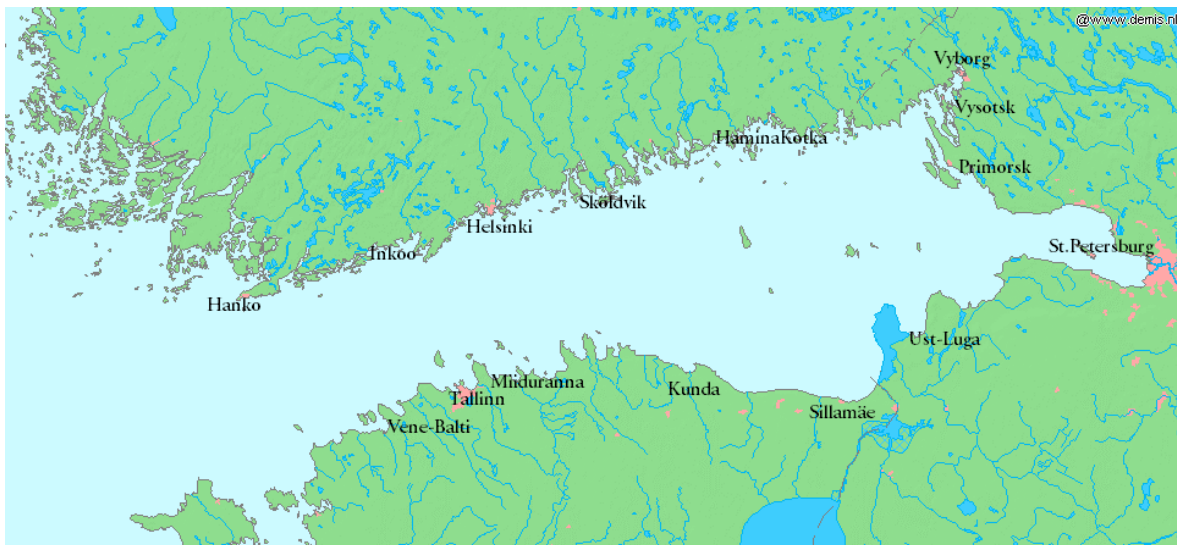 @www.demis.nl
Vyborg
Vysotsk
HaminaKotka
Primorsk
Sköldvik
Helsinki
St.Petersburg
Inkoo
Hanko
Ust-Luga
Miiduranna
Kunda
Tallinn
Sillamäe
Vene-Balti